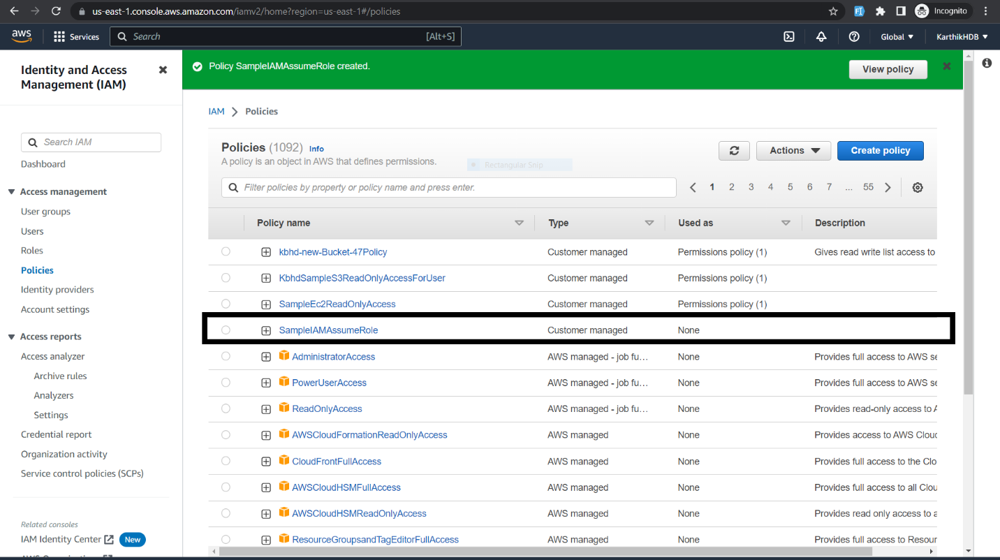 us-east-1.console.aws.amazon.com/iamv2/home?region=us-east-1#/policies
Incognito
aws
Services
Search
[Alt+S]
Global
KarthikHDB
Identity and Access
Management (IAM)
Search IAM
Dashboard
Access management
User groups
Users
Roles
Policies
Identity providers
Account settings
Access reports
Access analyzer
Archive rules
Analyzers
Settings
Credential report
Organization activity
Service control policies (SCPs)
Related consoles
IAM Identity Center New
Policy SampleIAMAssumeRole created.
View policy
IAM > Policies
Policies (1092) Info
A policy is an object in AWS that defines permissions.
Rectangular Snip
Actions
Create policy
Filter policies by property or policy name and press enter.
1 2 3 4 5 6 7 ... 55
Policy name Type Used as Description
kbhd-new-Bucket-47Policy Customer managed Permissions policy (1) Gives read write list access to
KbhdSampleS3ReadOnlyAccessForUser Customer managed Permissions policy (1)
SampleEc2ReadOnlyAccess Customer managed Permissions policy (1)
SampleIAMAssumeRole Customer managed None
AdministratorAccess AWS managed - job fu... None Provides full access to AWS se
PowerUserAccess AWS managed - job fu... None Provides full access to AWS se
ReadOnlyAccess AWS managed - job fu... None Provides read-only access to A
AWSCloudFormationReadOnlyAccess AWS managed None Provides access to AWS Cloud
CloudFrontFullAccess AWS managed None Provides full access to the Clo
AWSCloudHSMFullAccess AWS managed None Provides full access to all Clou
AWSCloudHSMReadOnlyAccess AWS managed None Provides read only access to a
ResourceGroupsandTagEditorFullAccess AWS managed None Provides full access to Resour